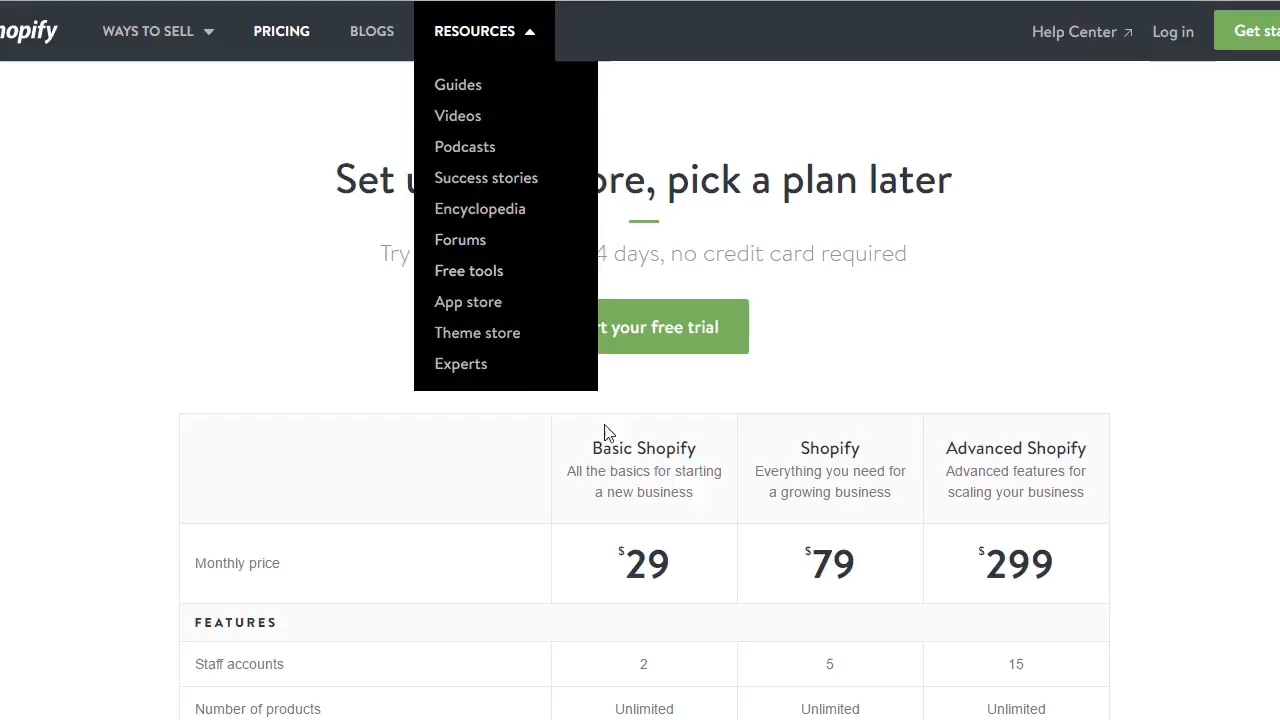 hopify WAYS TO SELL PRICING BLOGS RESOURCES Help Center Log in Get sta
Guides
Videos
Podcasts
Success stories
Encyclopedia
Forums
Free tools
App store
Theme store
Experts
Set u ore, pick a plan later
Try 4 days, no credit card required
rt your free trial
Basic Shopify Shopify Advanced Shopify
All the basics for starting Everything you need for Advanced features for
a new business a growing business scaling your business
Monthly price $29 $79 $299
FEATURES
Staff accounts 2 5 15
Number of products Unlimited Unlimited Unlimited